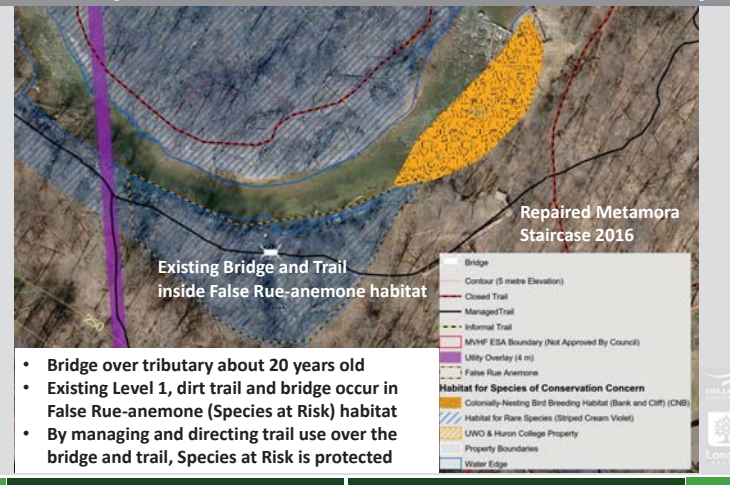 Repaired Metamora
Staircase 2016
Existing Bridge and Trail
inside False Rue-anemone habitat
250
Bridge
Contour (5 metre Elevation)
Closed Trail
ManagedTrail
Informal Trail
MVHF ESA Boundary (Not Approved By Council)
Utlity Overlay (4 m)
False Rue Anemone
Habitat for Species of Conservation Concern
Colonially-Nesting Bird Breeding Habitat (Bank and Cliff) (CNB)
Habitat for Rare Species (Striped Cream Violet)
UWO & Huron College Property
Property Boundaries
Water Edge
• Bridge over tributary about 20 years old
• Existing Level 1, dirt trail and bridge occur in
False Rue-anemone (Species at Risk) habitat
• By managing and directing trail use over the
bridge and trail, Species at Risk is protected